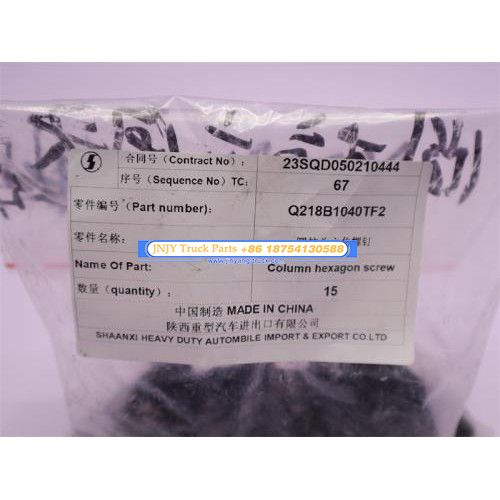 合同号（Contract No）： 23SQD050210444
序号（Sequence No）TC： 67
零件编号（Part number）： Q218B1040TF2
零件名称：
JNJY Truck Parts +86 18754130588
Name Of Part: Column hexagon screw
数量（quantity）： 15
中国制造 MADE IN CHINA
陕西重型汽车进出口有限公司
SHAANXI HEAVY DUTY AUTOMBILE IMPORT & EXPORT CO.LTD